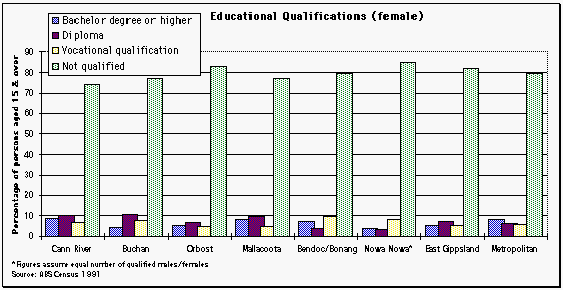 Educational Qualifications (female)
Bachelor degree or higher
Diploma
Vocational qualification
Not qualified
Percentage of persons aged 15 & over
90
80
70
60
50
40
30
20
10
0
Cann River Buchan Orbost Mallacoota Bendoc/Bonang Nowa Nowa* East Gippsland Metropolitan
*Figures assume equal number of qualified males/females
Source: ABS Census 1991